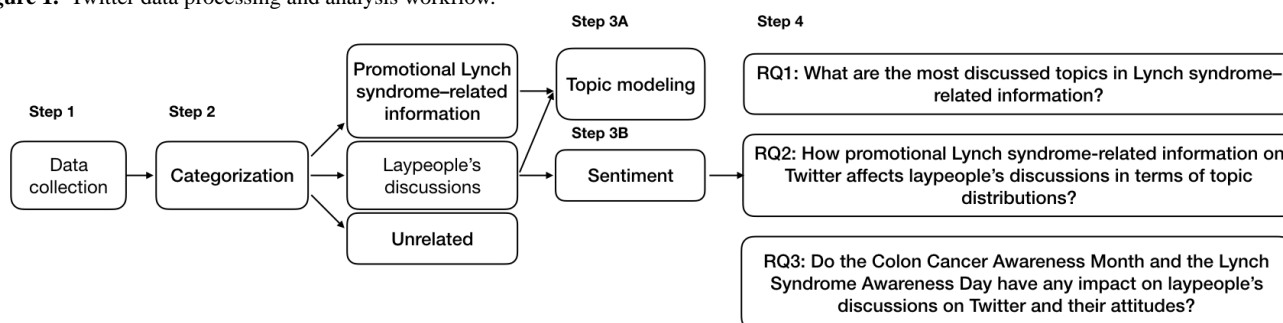 Figure 1. Twitter data processing and analysis workflow.
Step 1
Data
collection
Step 2
Categorization
Promotional Lynch
syndrome–related
information
Laypeople's
discussions
Unrelated
Step 3A
Topic modeling
Step 3B
Sentiment
Step 4
RQ1: What are the most discussed topics in Lynch syndrome–
related information?
RQ2: How promotional Lynch syndrome-related information on
Twitter affects laypeople's discussions in terms of topic
distributions?
RQ3: Do the Colon Cancer Awareness Month and the Lynch
Syndrome Awareness Day have any impact on laypeople's
discussions on Twitter and their attitudes?